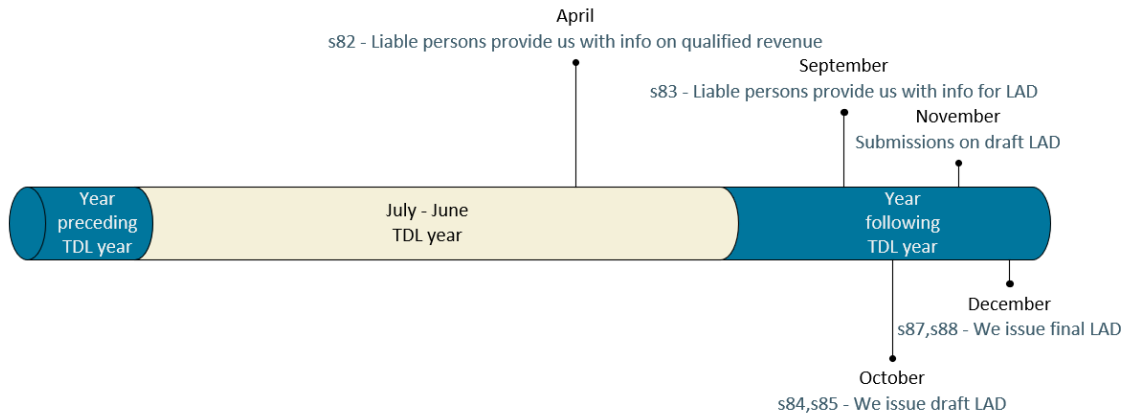 April
s82 - Liable persons provide us with info on qualified revenue
September
s83 - Liable persons provide us with info for LAD
November
Submissions on draft LAD
Year
preceding
TDL year
July - June
TDL year
Year
following
TDL year
December
s87,s88 - We issue final LAD
October
s84,s85 - We issue draft LAD